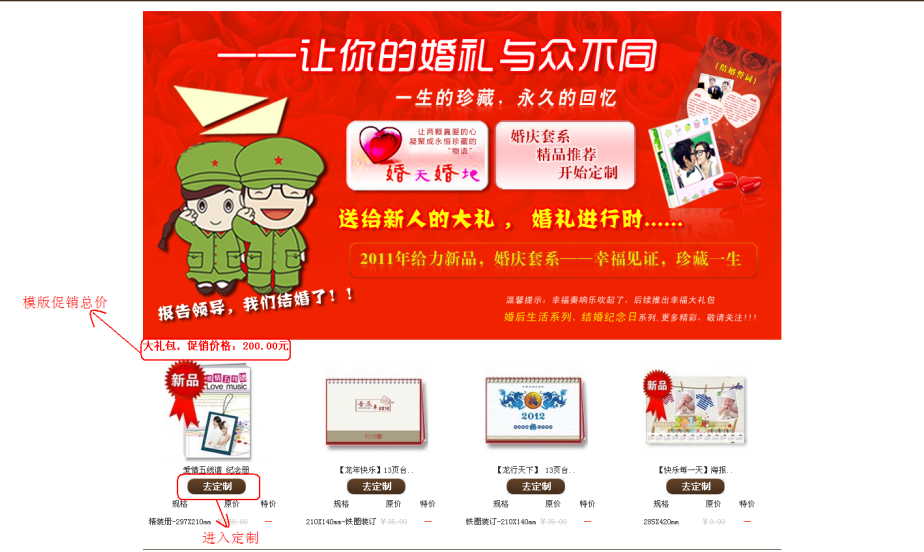 ——让你的婚礼与众不同
一生的珍藏，永久的回忆
结婚誓词
让两颗真爱的心
凝聚成永恒珍藏的
“物语”
婚天婚地
婚庆套系
精品推荐
开始定制
送给新人的大礼，婚礼进行时......
2011年给力新品，婚庆套系——幸福见证，珍藏一生
报告领导，我们结婚了！！
温馨提示：幸福奏响乐吹起了，后续推出幸福大礼包
婚后生活系列、结婚纪念日系列,更多精彩，敬请关注!!!
模版促销总价
大礼包，促销价格：200.00元
新品
Love music
2012
新品
爱情五线谱 纪念册
【龙年快乐】13页台..
【龙行天下】 13页台..
【快乐每一天】海报..
去定制
去定制
去定制
去定制
规格 原价 特价
规格 原价 特价
规格 原价 特价
规格 原价 特价
精装册-297X210mm —
210X140mm-铁圈装订 ￥35.00 —
铁圈装订-210X140mm ￥35.00 —
285X420mm ￥0.00 —
进入定制